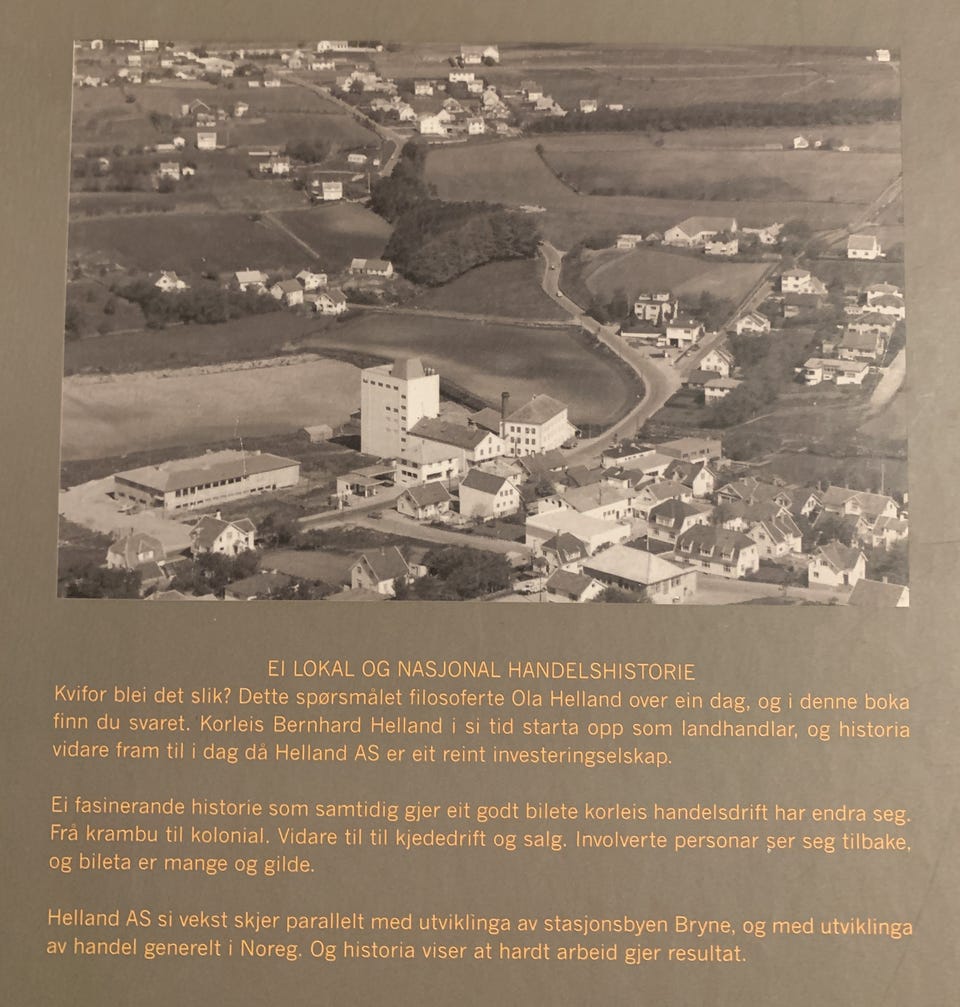 EI LOKAL OG NASJONAL HANDELSHISTORIE
Kvifor blei det slik? Dette spørsmålet filosoferte Ola Helland over ein dag, og i denne boka
finn du svaret. Korleis Bernhard Helland i si tid starta opp som landhandlar, og historia
vidare fram til i dag då Helland AS er eit reint investeringselskap.
Ei fasinerande historie som samtidig gjer eit godt bilete korleis handelsdrift har endra seg.
Frå krambu til kolonial. Vidare til til kjededrift og salg. Involverte personar ser seg tilbake,
og bileta er mange og gilde.
Helland AS si vekst skjer parallelt med utviklinga av stasjonsbyen Bryne, og med utviklinga
av handel generelt i Noreg. Og historia viser at hardt arbeid gjer resultat.